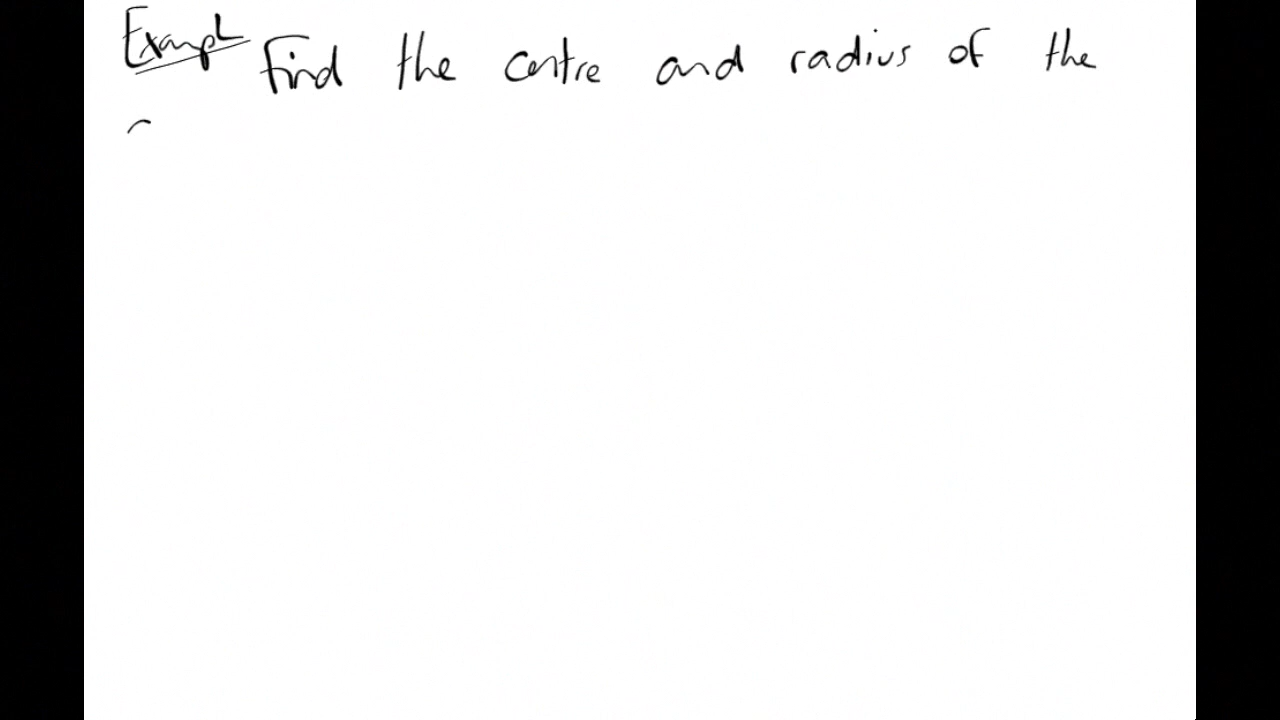 Example Find the centre and radius of the